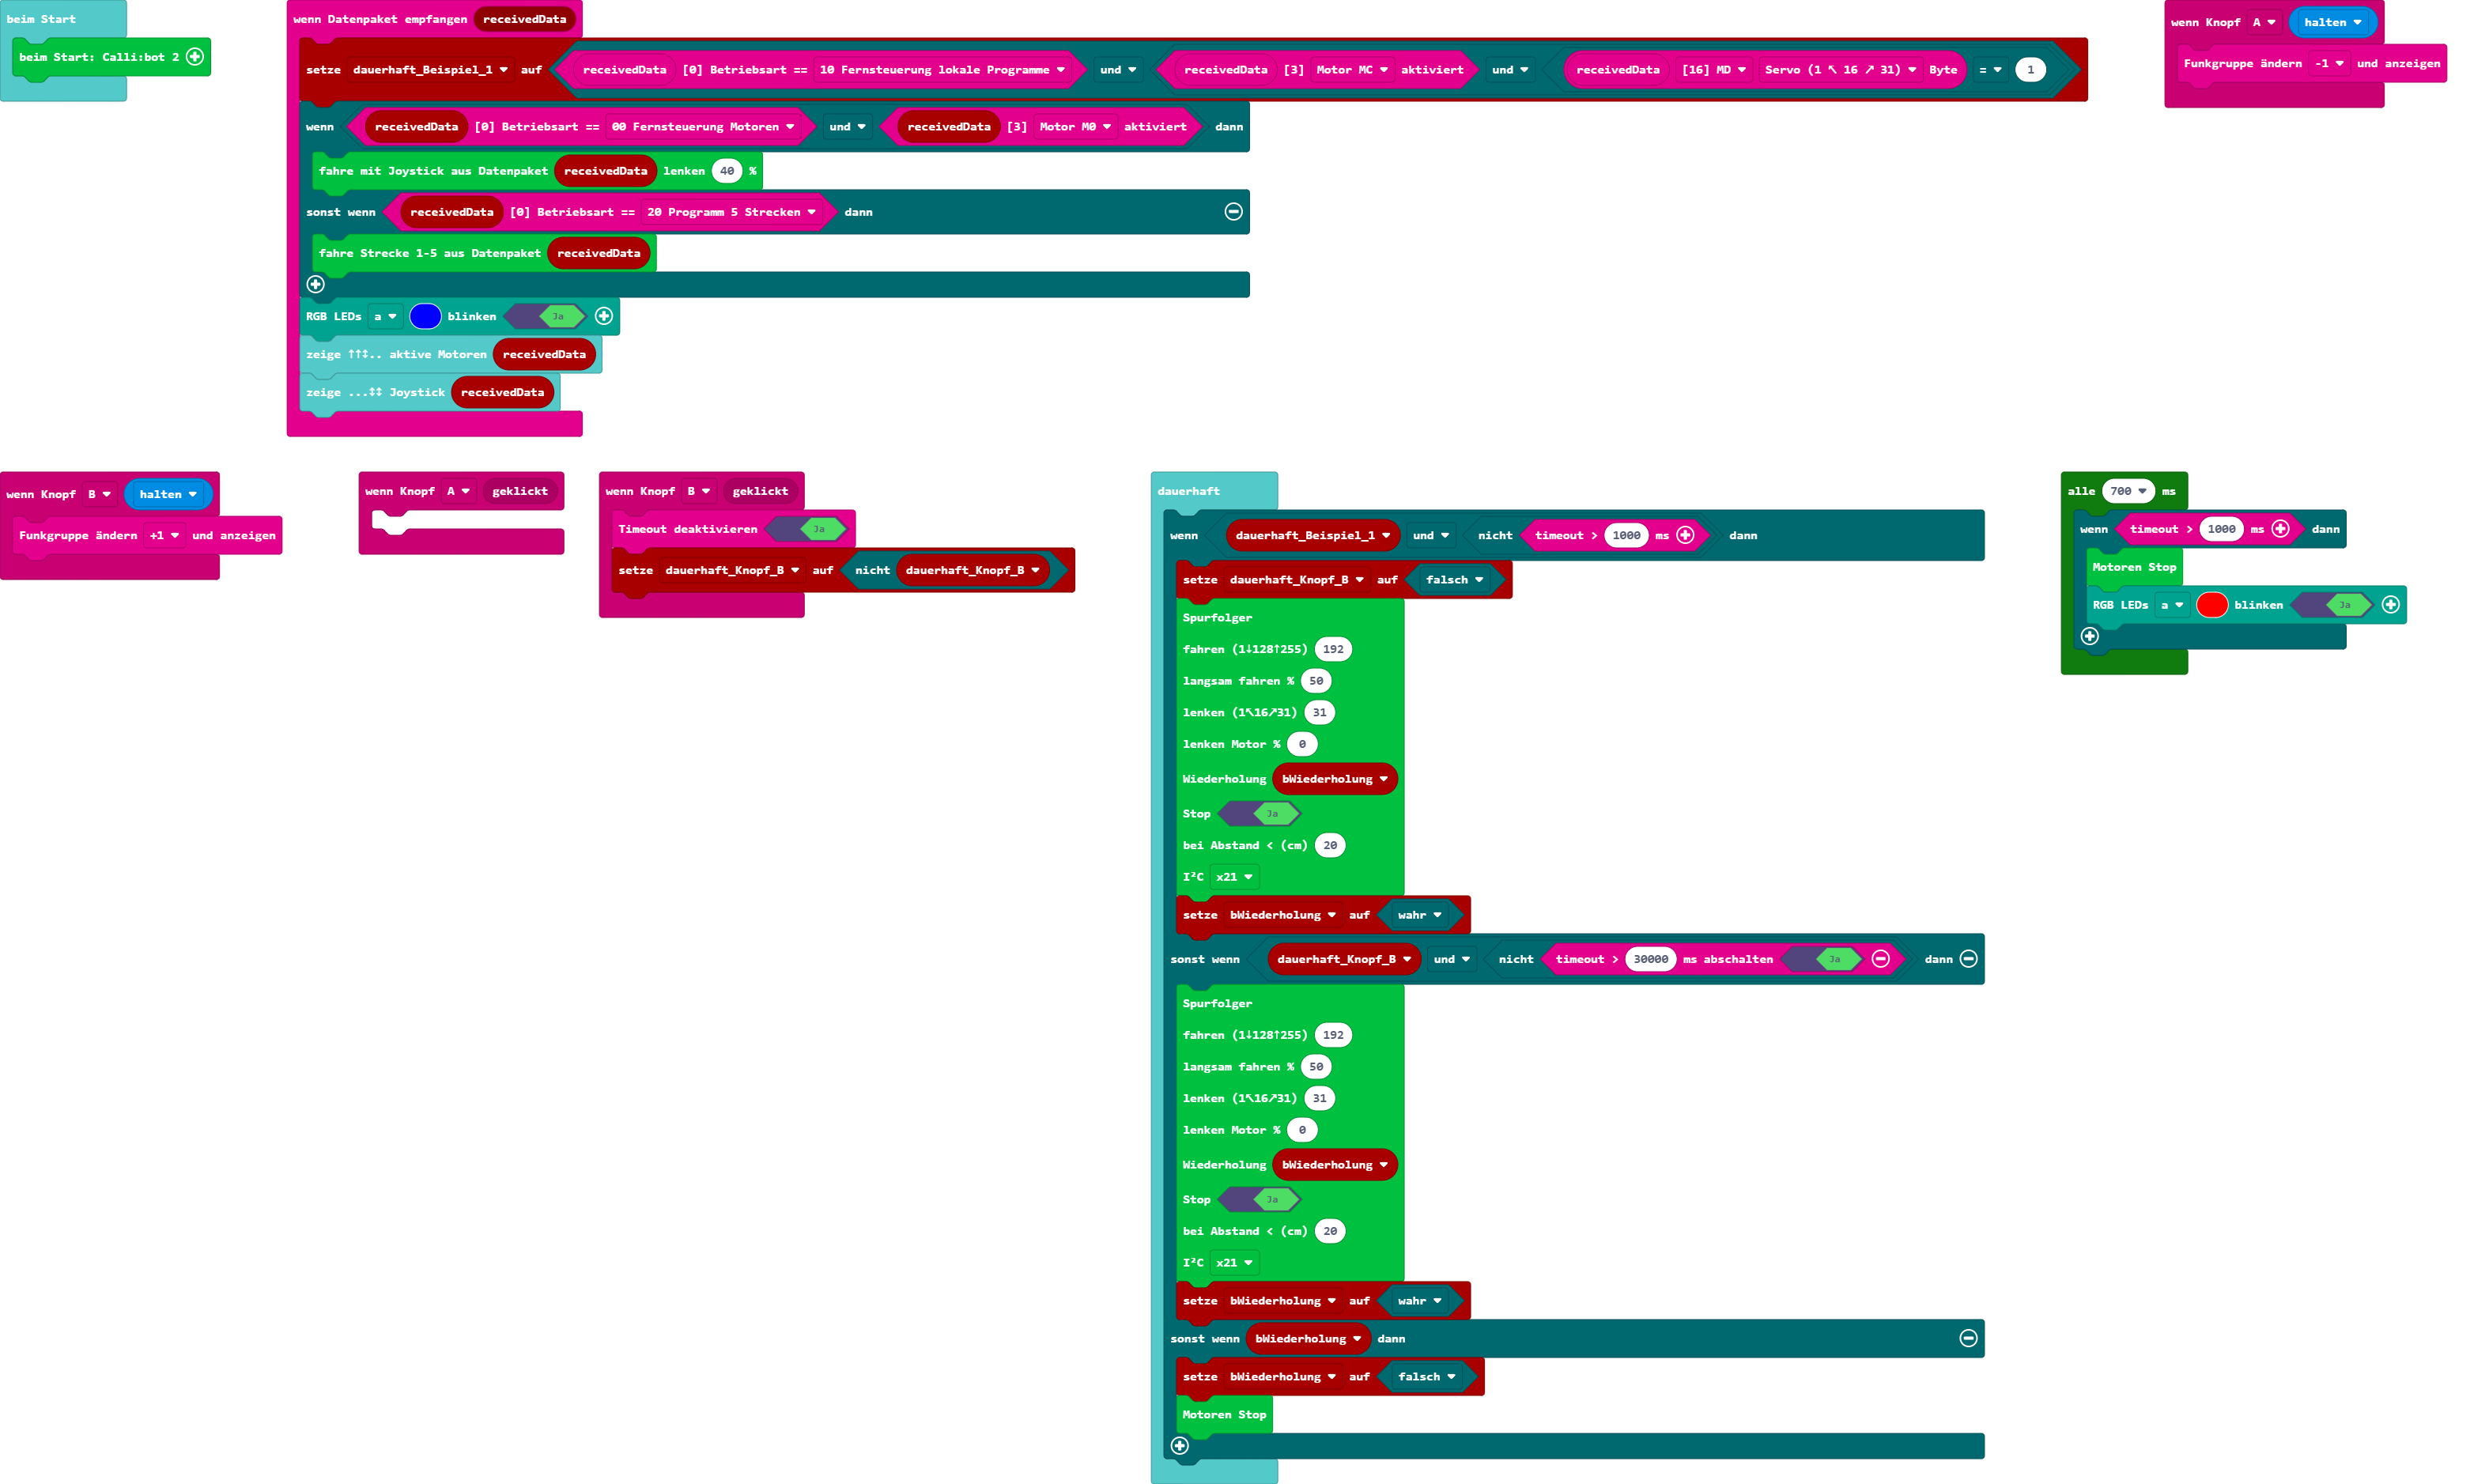 beim Start
beim Start: Calli:bot 2
wenn Datenpaket empfangen receivedData
setze dauerhaft_Beispiel_1 auf receivedData [0] Betriebsart == 10 Fernsteuerung lokale Programme und receivedData [3] Motor MC aktiviert und receivedData [16] MD Servo (1 ↖ 16 ↗ 31) Byte = 1
wenn receivedData [0] Betriebsart == 00 Fernsteuerung Motoren und receivedData [3] Motor M0 aktiviert dann
fahre mit Joystick aus Datenpaket receivedData lenken 40 %
sonst wenn receivedData [0] Betriebsart == 20 Programm 5 Strecken dann
fahre Strecke 1-5 aus Datenpaket receivedData
RGB LEDs a blinken Ja
zeige ↑↑↕.. aktive Motoren receivedData
zeige ...↕↕ Joystick receivedData
wenn Knopf A halten
Funkgruppe ändern -1 und anzeigen
wenn Knopf B halten
Funkgruppe ändern +1 und anzeigen
wenn Knopf A geklickt
wenn Knopf B geklickt
Timeout deaktivieren Ja
setze dauerhaft_Knopf_B auf nicht dauerhaft_Knopf_B
dauerhaft
wenn dauerhaft_Beispiel_1 und nicht timeout > 1000 ms dann
setze dauerhaft_Knopf_B auf falsch
Spurfolger
fahren (1↓128↑255) 192
langsam fahren % 50
lenken (1↖16↗31) 31
lenken Motor % 0
Wiederholung bWiederholung
Stop Ja
bei Abstand < (cm) 20
I²C x21
setze bWiederholung auf wahr
sonst wenn dauerhaft_Knopf_B und nicht timeout > 30000 ms abschalten Ja dann
Spurfolger
fahren (1↓128↑255) 192
langsam fahren % 50
lenken (1↖16↗31) 31
lenken Motor % 0
Wiederholung bWiederholung
Stop Ja
bei Abstand < (cm) 20
I²C x21
setze bWiederholung auf wahr
sonst wenn bWiederholung dann
setze bWiederholung auf falsch
Motoren Stop
alle 700 ms
wenn timeout > 1000 ms dann
Motoren Stop
RGB LEDs a blinken Ja